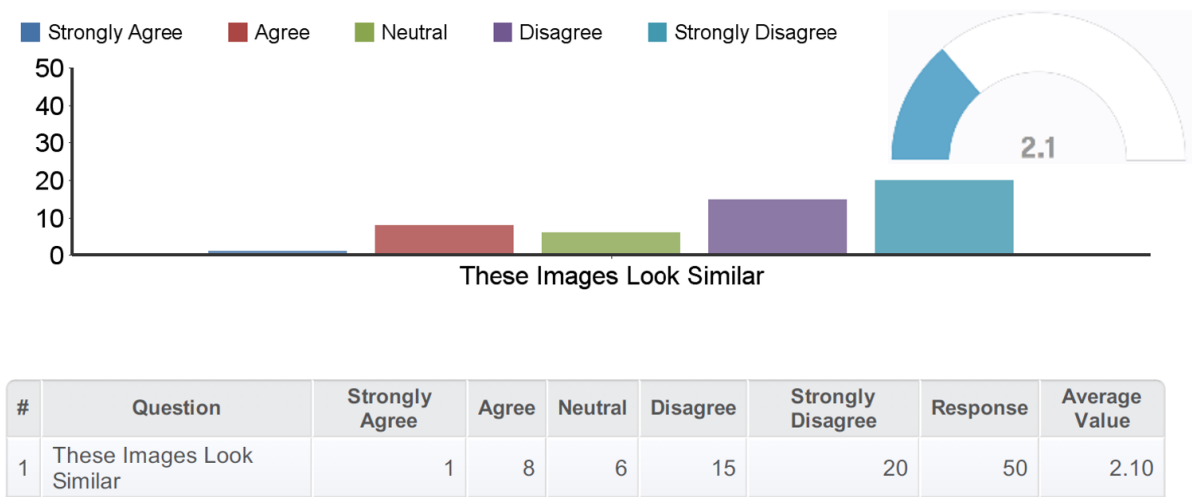 Strongly Agree Agree Neutral Disagree Strongly Disagree
50
40
30
20
10
0
2.1
These Images Look Similar
# Question Strongly Agree Agree Neutral Disagree Strongly Disagree Response Average Value
1 These Images Look Similar 1 8 6 15 20 50 2.10